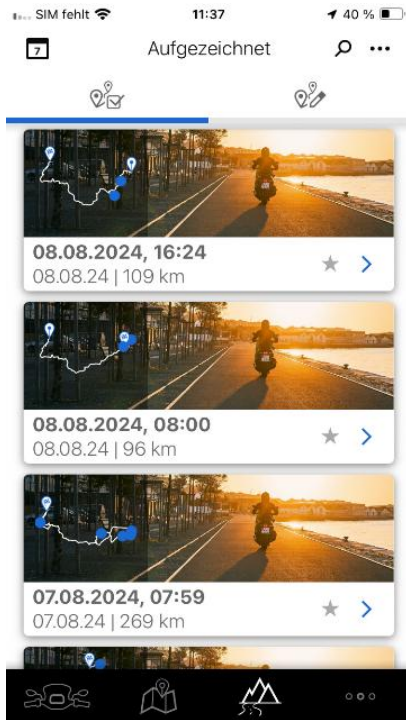 SIM fehlt 11:37 40 %
7 Aufgezeichnet
08.08.2024, 16:24
08.08.24 | 109 km
08.08.2024, 08:00
08.08.24 | 96 km
07.08.2024, 07:59
07.08.24 | 269 km